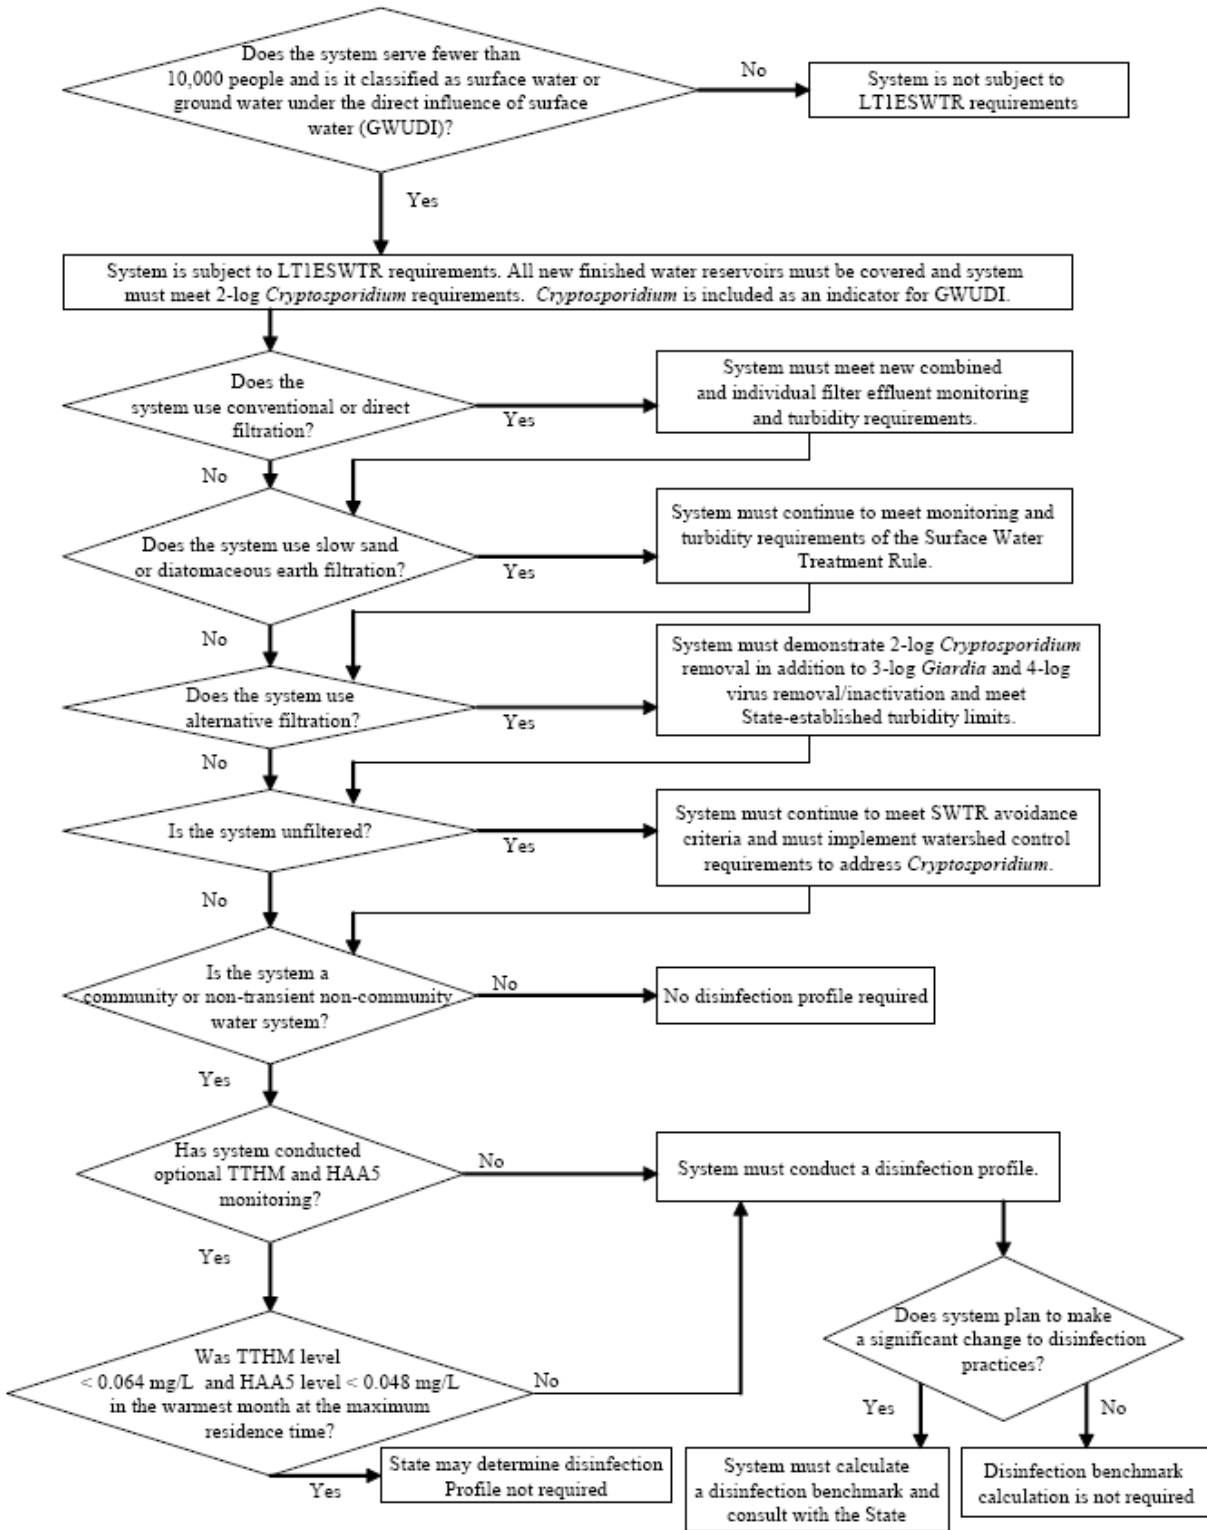 Does the system serve fewer than
10,000 people and is it classified as surface water or
ground water under the direct influence of surface
water (GWUDI)?
No
System is not subject to
LT1ESWTR requirements
Yes
System is subject to LT1ESWTR requirements. All new finished water reservoirs must be covered and system
must meet 2-log Cryptosporidium requirements. Cryptosporidium is included as an indicator for GWUDI.
Does the
system use conventional or direct
filtration?
Yes
System must meet new combined
and individual filter effluent monitoring
and turbidity requirements.
No
Does the system use slow sand
or diatomaceous earth filtration?
Yes
System must continue to meet monitoring and
turbidity requirements of the Surface Water
Treatment Rule.
No
Does the system use
alternative filtration?
Yes
System must demonstrate 2-log Cryptosporidium
removal in addition to 3-log Giardia and 4-log
virus removal/inactivation and meet
State-established turbidity limits.
No
Is the system unfiltered?
Yes
System must continue to meet SWTR avoidance
criteria and must implement watershed control
requirements to address Cryptosporidium.
No
Is the system a
community or non-transient non-community
water system?
No
No disinfection profile required
Yes
Has system conducted
optional TTHM and HAA5
monitoring?
No
System must conduct a disinfection profile.
Yes
Does system plan to make
a significant change to disinfection
practices?
Was TTHM level
< 0.064 mg/L and HAA5 level < 0.048 mg/L
in the warmest month at the maximum
residence time?
No
Yes
No
Yes
State may determine disinfection
Profile not required
System must calculate
a disinfection benchmark and
consult with the State
Disinfection benchmark
calculation is not required